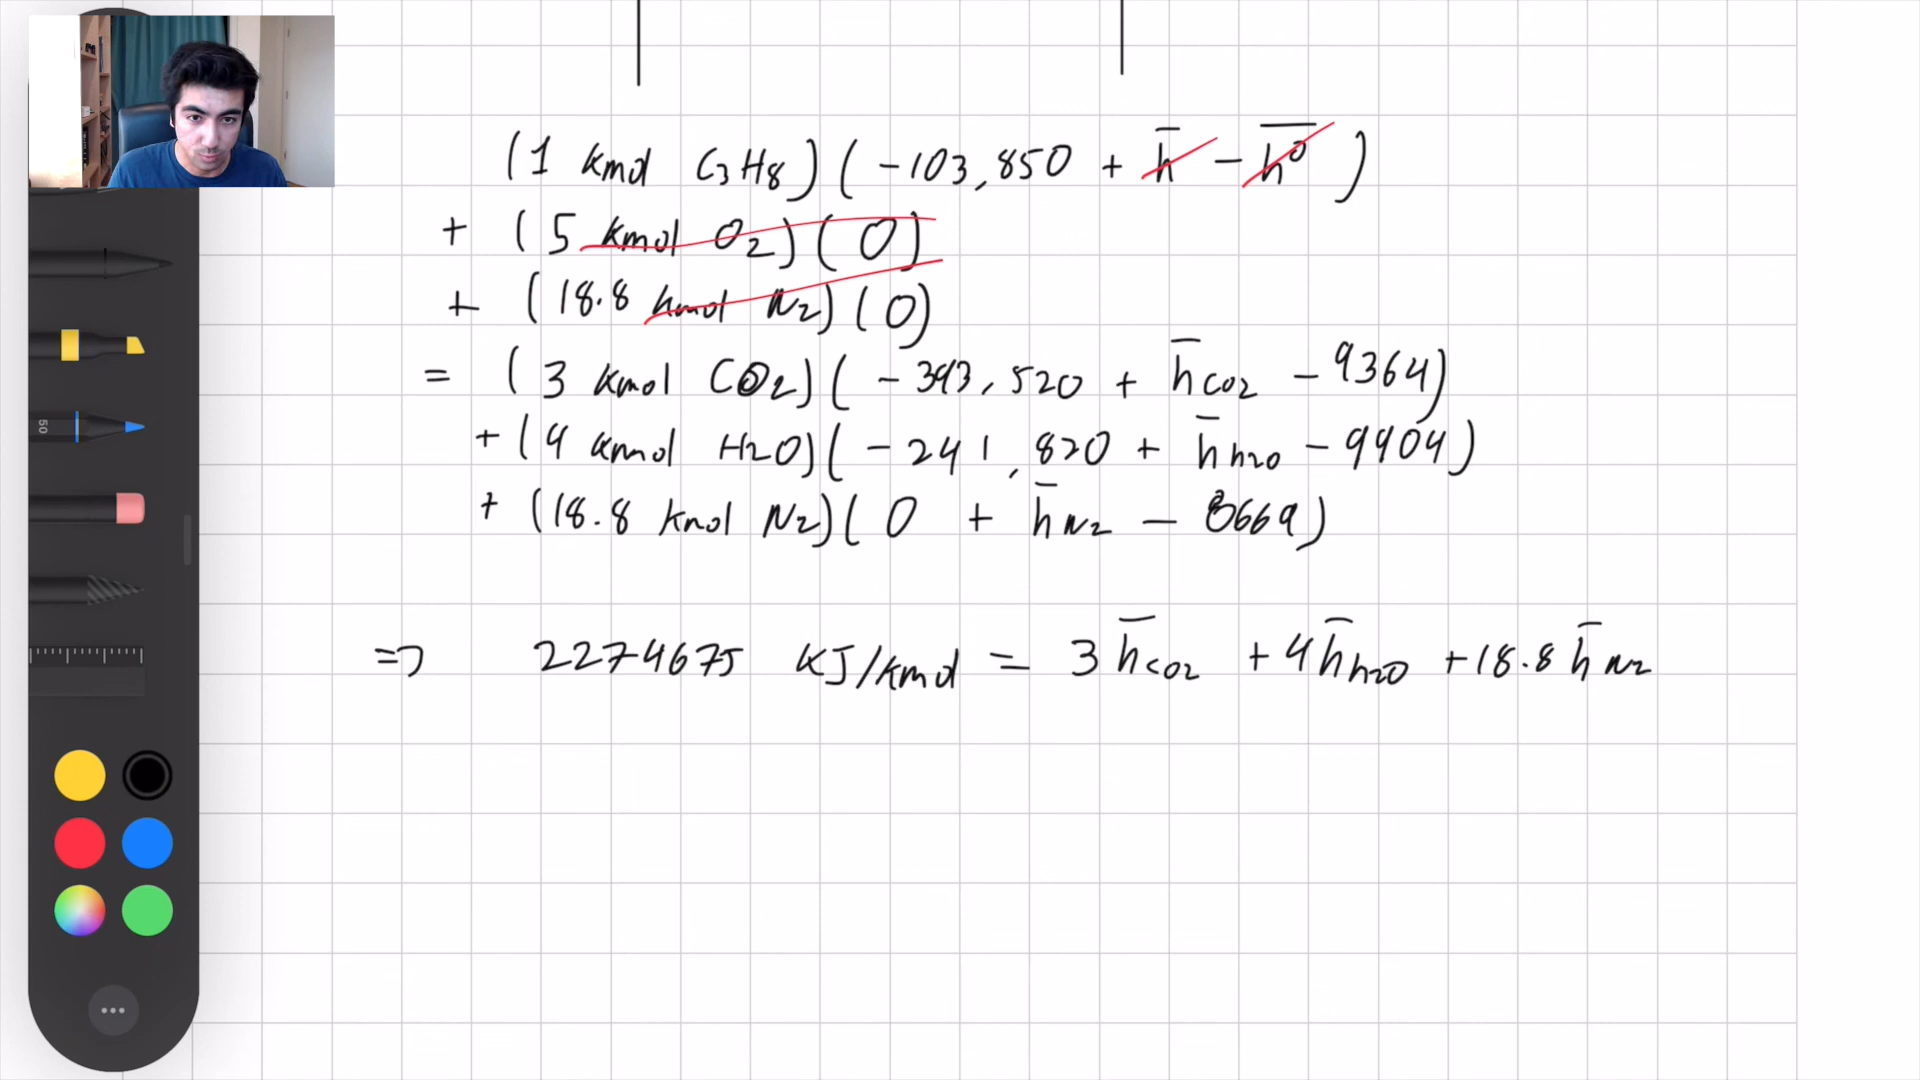 (1 kmol C3H8) (-103,850 + h̅ - h̅⁰)
+ (5 kmol O2) (0)
+ (18.8 kmol N2) (0)
= (3 kmol CO2) (-393,520 + h̅CO2 - 9364)
+ (4 kmol H2O) (-241,820 + h̅h2O - 9904)
+ (18.8 kmol N2) (0 + h̅N2 - 8669)
=> 2274675 KJ/kmol = 3 h̅CO2 + 4 h̅h2O + 18.8 h̅N2
50